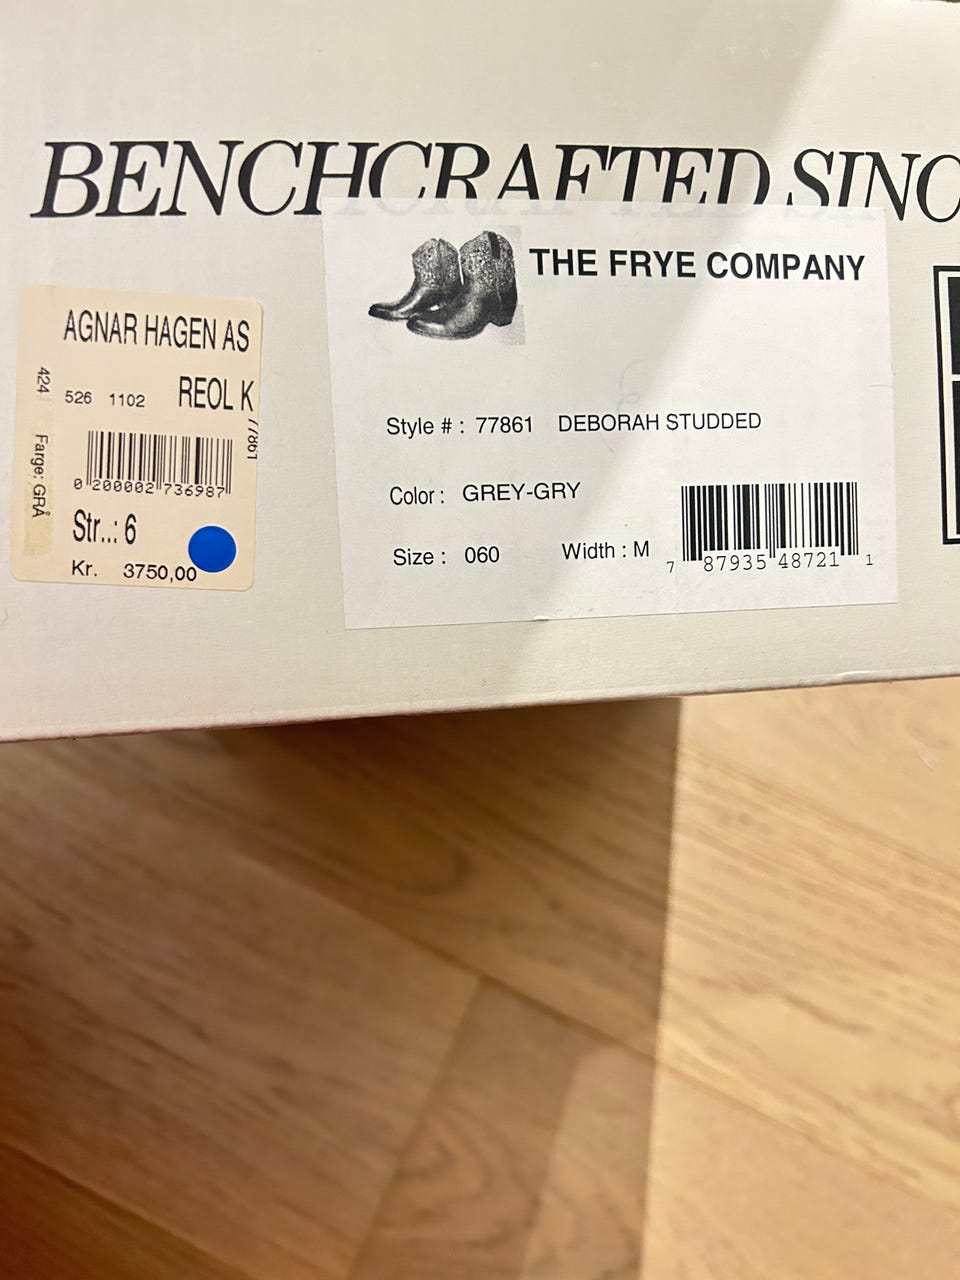 BENCHCRAFTED SINC
THE FRYE COMPANY
Style # : 77861 DEBORAH STUDDED
Color : GREY-GRY
Size : 060 Width : M
7 87935 48721 1
AGNAR HAGEN AS
REOL K
526 1102
424
Farge: GRÅ
77861
0 200002 736987
Str..: 6
Kr. 3750,00